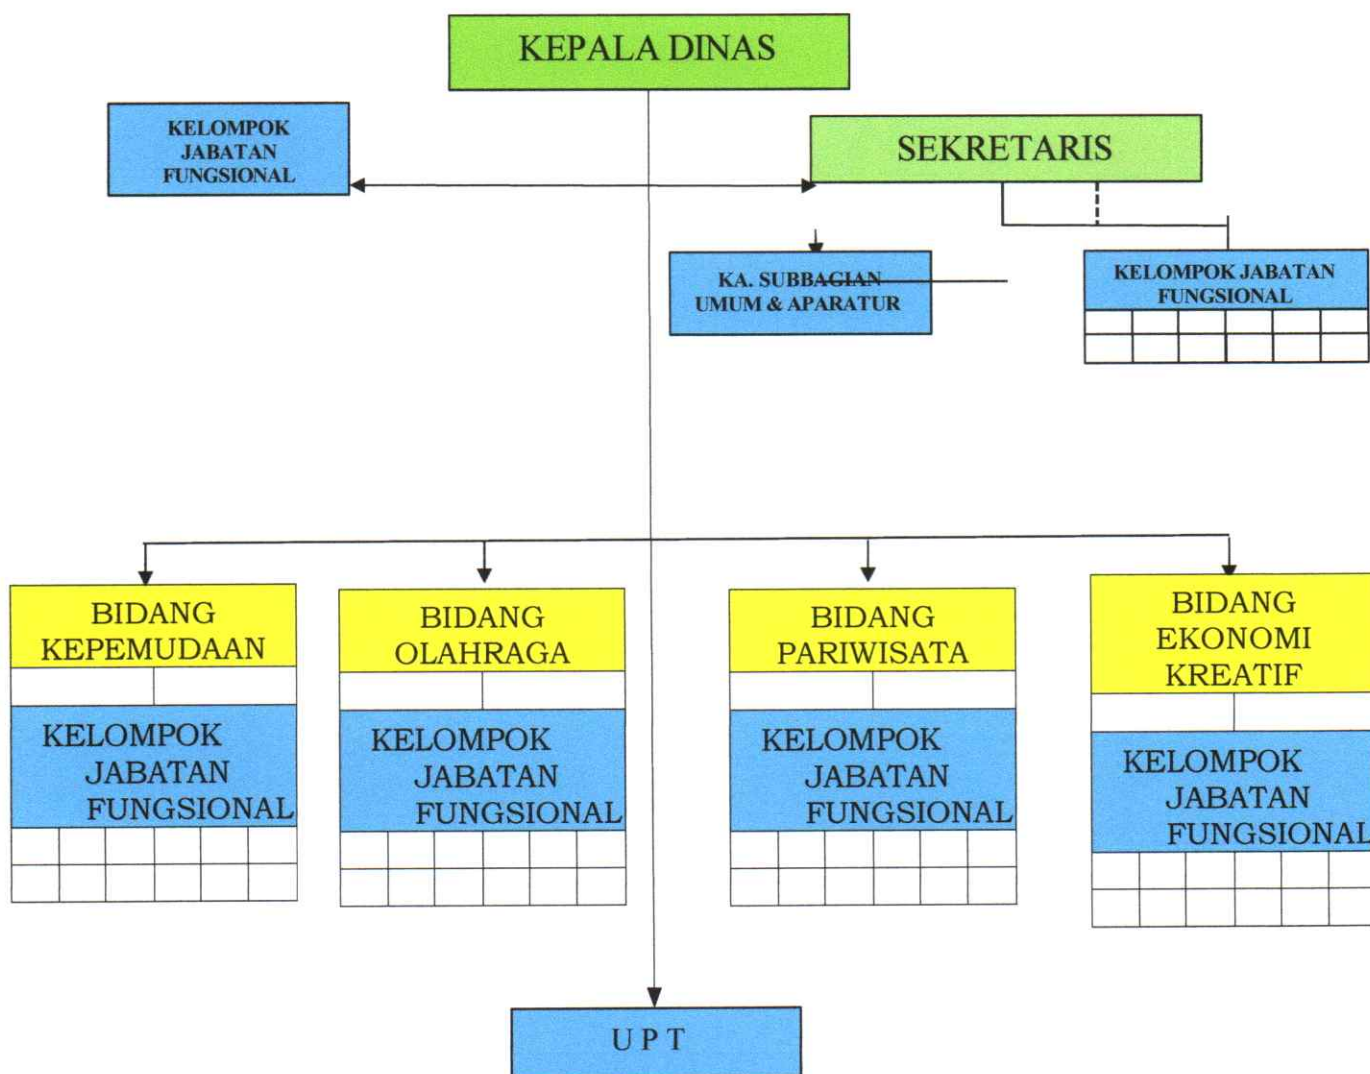 KEPALA DINAS
KELOMPOK
JABATAN
FUNGSIONAL
SEKRETARIS
KA. SUBBAGIAN
UMUM & APARATUR
KELOMPOK JABATAN
FUNGSIONAL
BIDANG
KEPEMUDAAN
KELOMPOK
JABATAN
FUNGSIONAL
BIDANG
OLAHRAGA
KELOMPOK
JABATAN
FUNGSIONAL
BIDANG
PARIWISATA
KELOMPOK
JABATAN
FUNGSIONAL
BIDANG
EKONOMI
KREATIF
KELOMPOK
JABATAN
FUNGSIONAL
U P T